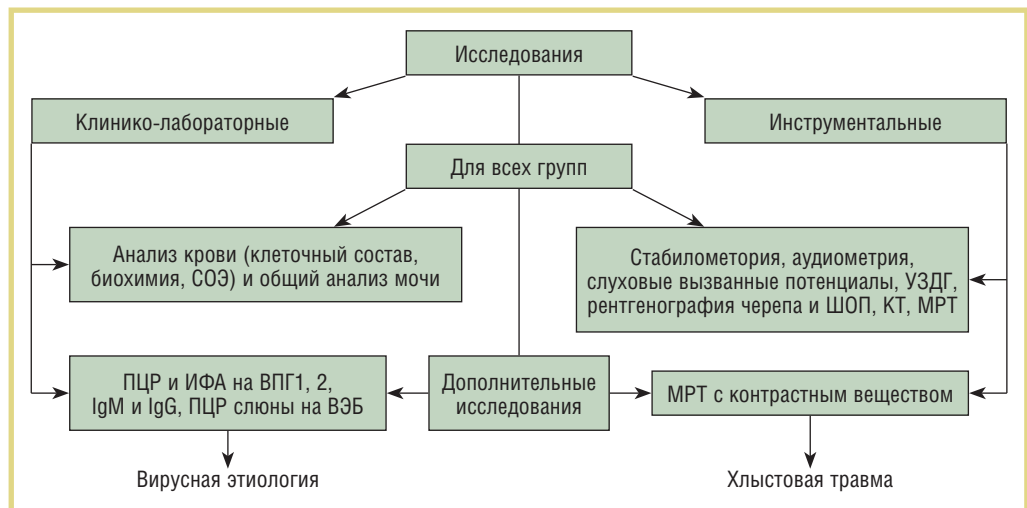 Исследования
Клинико-лабораторные
Инструментальные
Для всех групп
Анализ крови (клеточный состав,
биохимия, СОЭ) и общий анализ мочи
Стабилометория, аудиометрия,
слуховые вызванные потенциалы, УЗДГ,
рентгенография черепа и ШОП, КТ, МРТ
ПЦР и ИФА на ВПГ1, 2,
IgM и IgG, ПЦР слюны на ВЭБ
Дополнительные
исследования
МРТ с контрастным веществом
Вирусная этиология
Хлыстовая травма